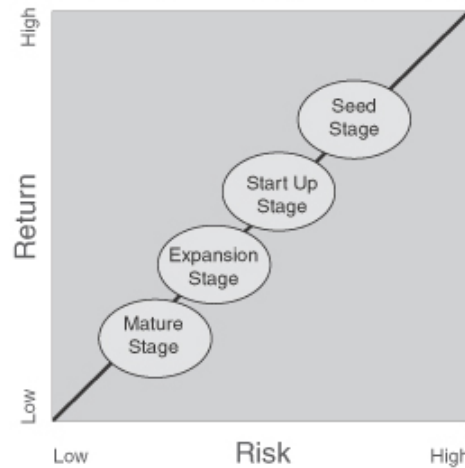 High
Seed
Stage
Start Up
Stage
Return
Expansion
Stage
Mature
Stage
Low
Low
Risk
High